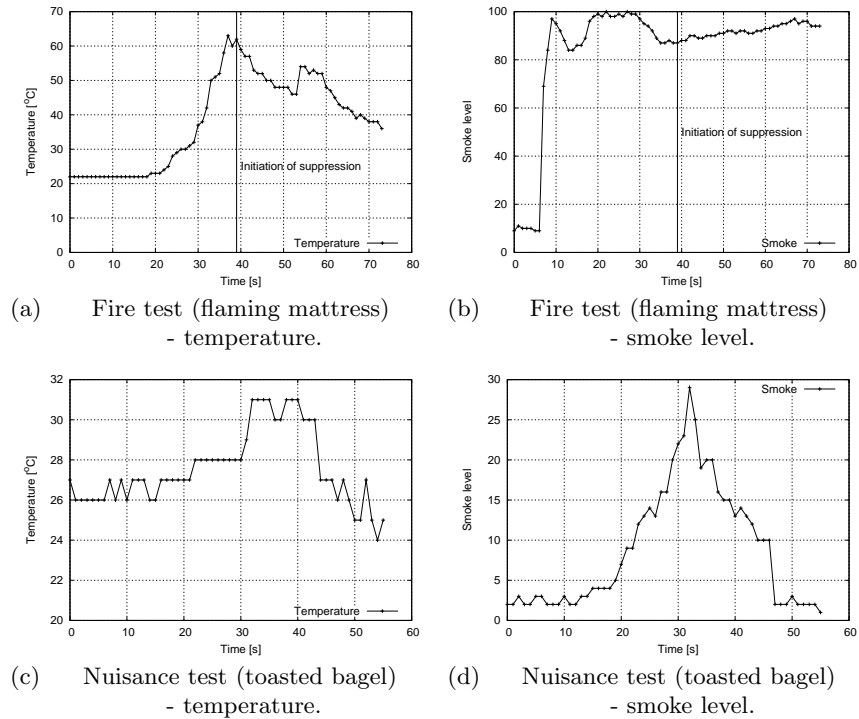 70
60
50
40
30
20
10
0
0 10 20 30 40 50 60 70 80
Temperature [°C]
Time [s]
Initiation of suppression
Temperature
(a) Fire test (flaming mattress)
- temperature.
100
80
60
40
20
0
0 10 20 30 40 50 60 70 80
Smoke level
Time [s]
Initiation of suppression
Smoke
(b) Fire test (flaming mattress)
- smoke level.
32
30
28
26
24
22
20
0 10 20 30 40 50 60
Temperature [°C]
Time [s]
Temperature
(c) Nuisance test (toasted bagel)
- temperature.
30
25
20
15
10
5
0
0 10 20 30 40 50 60
Smoke level
Time [s]
Smoke
(d) Nuisance test (toasted bagel)
- smoke level.